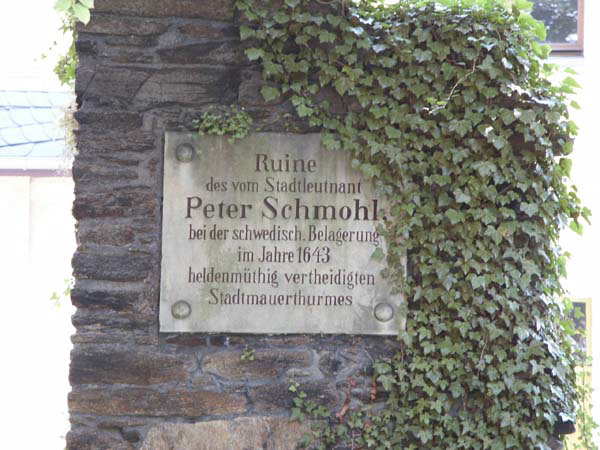 Ruine
des vom Stadtleutnant
Peter Schmohl.
bei der schwedisch. Belagerung
im Jahre 1643
heldenmüthig vertheidigten
Stadtmauerthurmes